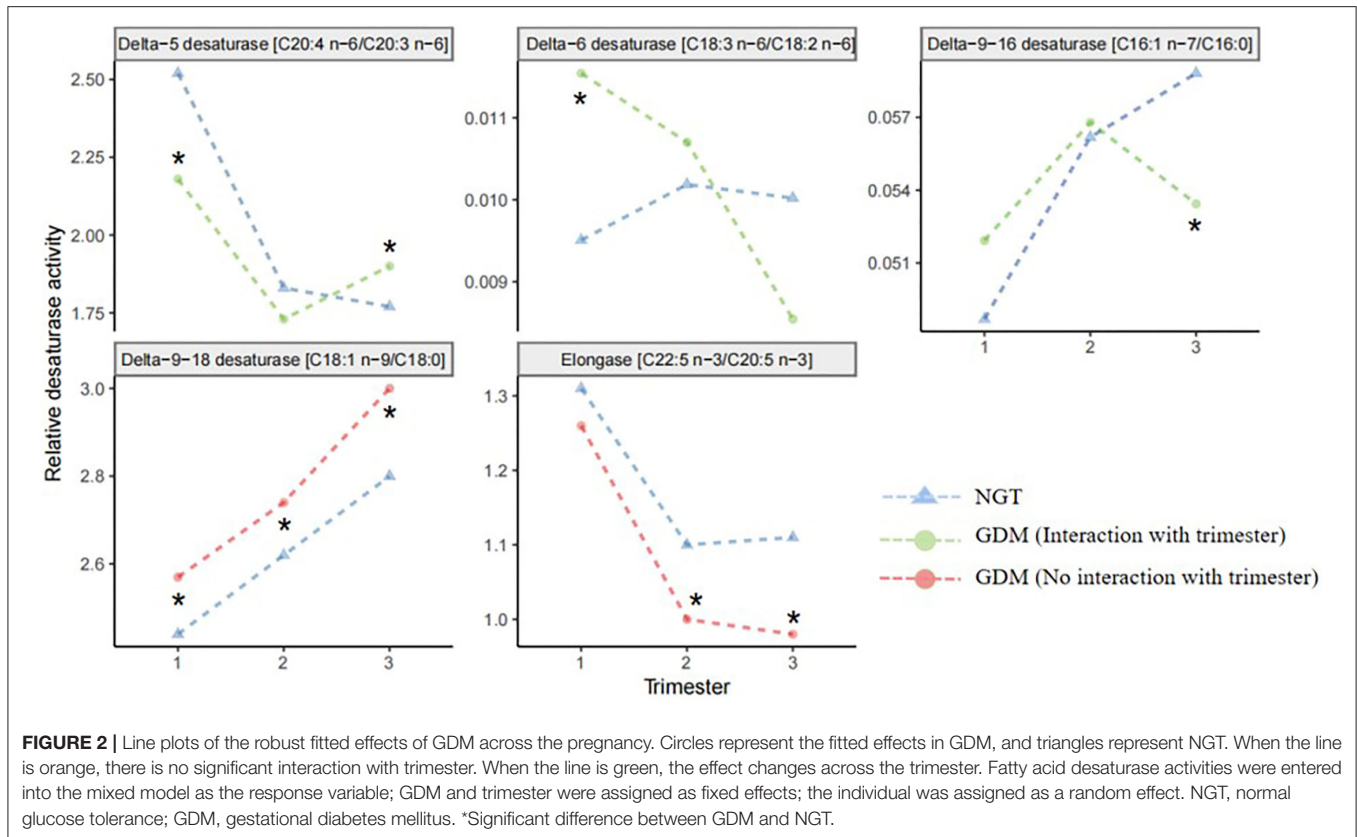 Delta-5 desaturase [C20:4 n-6/C20:3 n-6]
Delta-6 desaturase [C18:3 n-6/C18:2 n-6]
Delta-9-16 desaturase [C16:1 n-7/C16:0]
2.50
2.25
2.00
1.75
*
*
0.011
0.010
0.009
*
0.057
0.054
0.051
*
1
2
3
Relative desaturase activity
Delta-9-18 desaturase [C18:1 n-9/C18:0]
Elongase [C22:5 n-3/C20:5 n-3]
3.0
2.8
2.6
*
*
*
1
2
3
1.3
1.2
1.1
1.0
*
*
1
2
3
Trimester
NGT
GDM (Interaction with trimester)
GDM (No interaction with trimester)
FIGURE 2 | Line plots of the robust fitted effects of GDM across the pregnancy. Circles represent the fitted effects in GDM, and triangles represent NGT. When the line
is orange, there is no significant interaction with trimester. When the line is green, the effect changes across the trimester. Fatty acid desaturase activities were entered
into the mixed model as the response variable; GDM and trimester were assigned as fixed effects; the individual was assigned as a random effect. NGT, normal
glucose tolerance; GDM, gestational diabetes mellitus. *Significant difference between GDM and NGT.